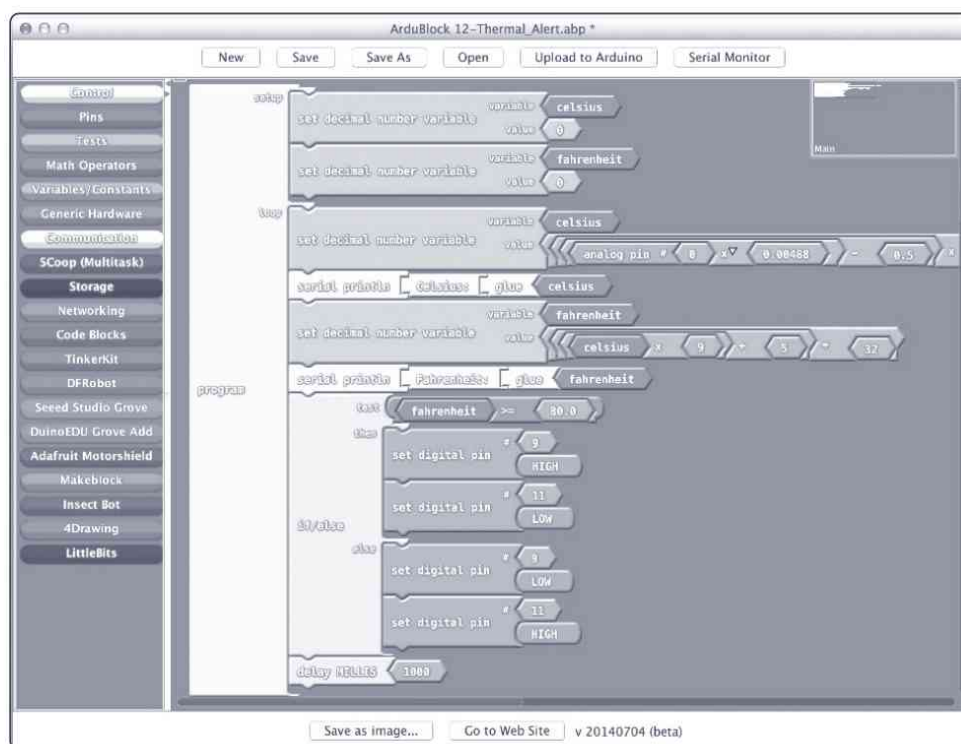 ArduBlock 12-Thermal_Alert.abp *
New Save Save As Open Upload to Arduino Serial Monitor
Control
Pins
Tests
Math Operators
Variables/Constants
Generic Hardware
Communication
SCoop (Multitask)
Storage
Networking
Code Blocks
TinkerKit
DFRobot
Seeed Studio Grove
DuinoEDU Grove Add
Adafruit Motorshield
Makeblock
Insect Bot
4Drawing
LittleBits
program
setup
set decimal number variable variable celsius
value 0
set decimal number variable variable fahrenheit
value 0
loop
set decimal number variable variable celsius
value analog pin # 0 x 0.00488 - 0.5 x
serial println Celsius: glue celsius
set decimal number variable variable fahrenheit
value celsius x 9 ÷ 5 + 32
serial println Fahrenheit: glue fahrenheit
if/else
test fahrenheit >= 80.0
then
set digital pin # 9
HIGH
set digital pin # 11
LOW
else
set digital pin # 9
LOW
set digital pin # 11
HIGH
delay MILLIS 1000
Main
Save as image... Go to Web Site v 20140704 (beta)